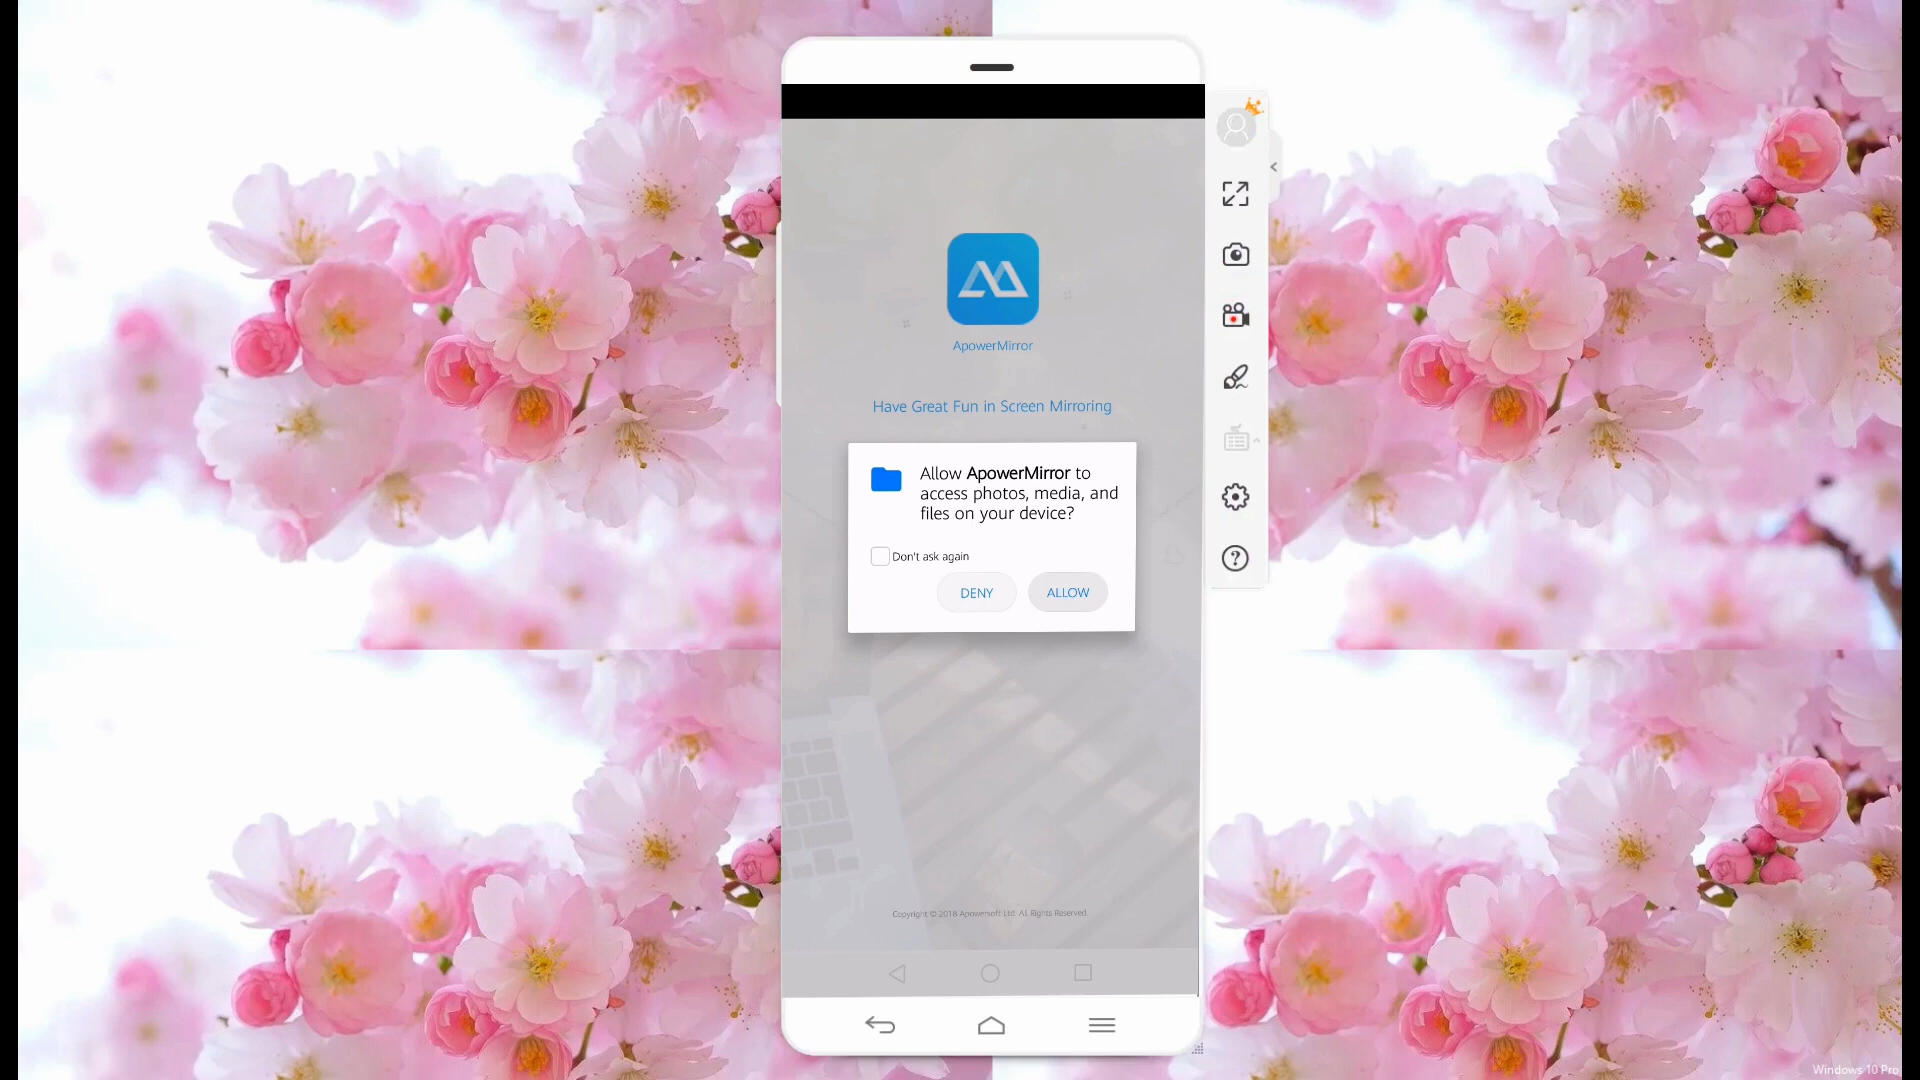 ApowerMirror
Have Great Fun in Screen Mirroring
Allow ApowerMirror to
access photos, media, and
files on your device?
Don't ask again
DENY
ALLOW
Copyright © 2018 Apowersoft Ltd. All Rights Reserved.
Windows 10 Pro